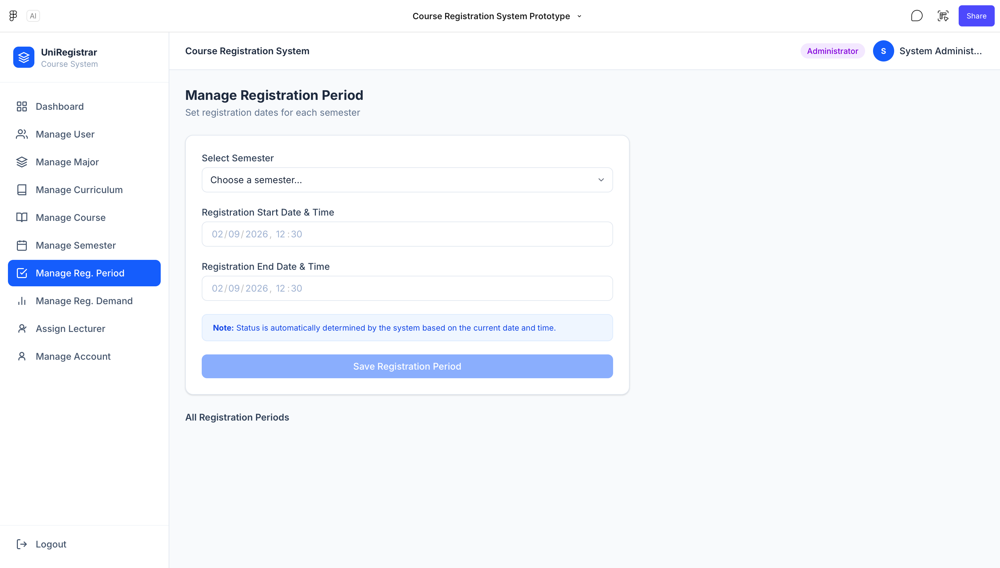 AI
Course Registration System Prototype
Share
UniRegistrar
Course System
Course Registration System
Administrator
S
System Administ...
Dashboard
Manage User
Manage Major
Manage Curriculum
Manage Course
Manage Semester
Manage Reg. Period
Manage Reg. Demand
Assign Lecturer
Manage Account
Logout
Manage Registration Period
Set registration dates for each semester
Select Semester
Choose a semester...
Registration Start Date & Time
02/09/2026, 12:30
Registration End Date & Time
02/09/2026, 12:30
Note: Status is automatically determined by the system based on the current date and time.
Save Registration Period
All Registration Periods